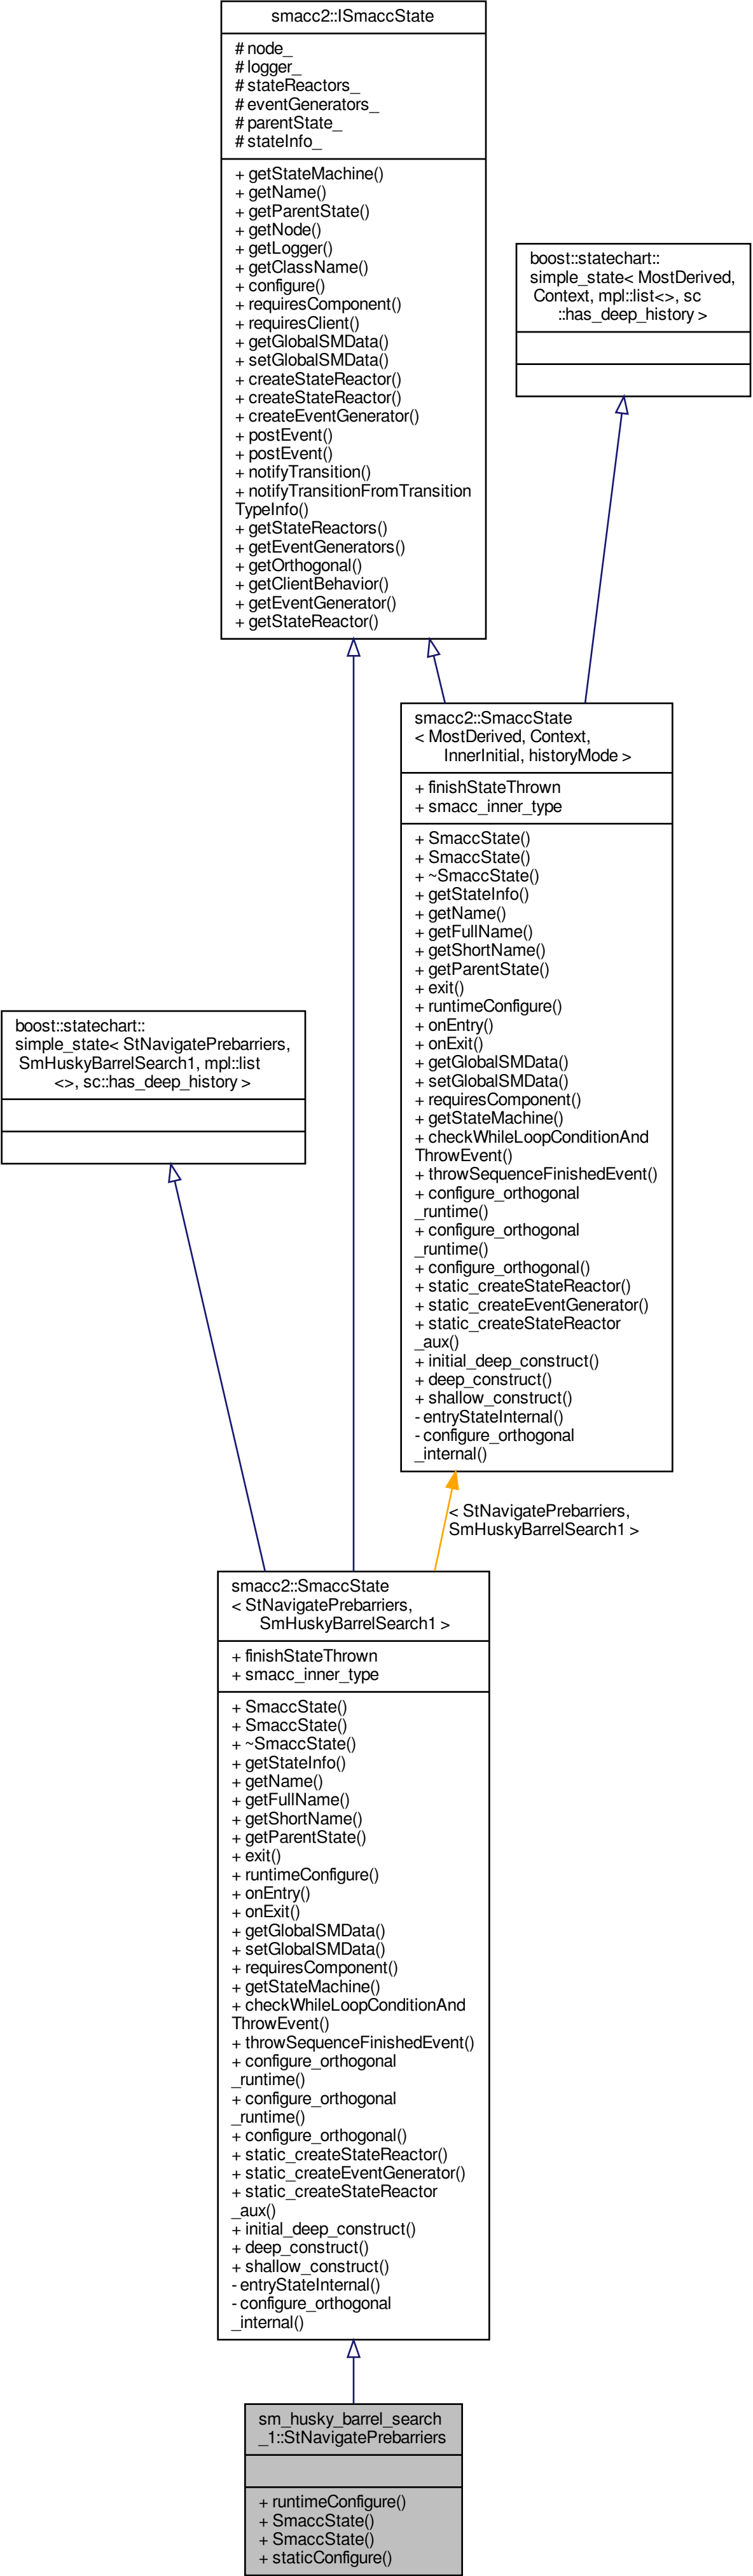 smacc2::ISmaccState
# node_
# logger_
# stateReactors_
# eventGenerators_
# parentState_
# stateInfo_
+ getStateMachine()
+ getName()
+ getParentState()
+ getNode()
+ getLogger()
+ getClassName()
+ configure()
+ requiresComponent()
+ requiresClient()
+ getGlobalSMData()
+ setGlobalSMData()
+ createStateReactor()
+ createStateReactor()
+ createEventGenerator()
+ postEvent()
+ postEvent()
+ notifyTransition()
+ notifyTransitionFromTransition
TypeInfo()
+ getStateReactors()
+ getEventGenerators()
+ getOrthogonal()
+ getClientBehavior()
+ getEventGenerator()
+ getStateReactor()
boost::statechart::
simple_state< MostDerived,
Context, mpl::list<>, sc
::has_deep_history >
smacc2::SmaccState
< MostDerived, Context,
InnerInitial, historyMode >
+ finishStateThrown
+ smacc_inner_type
+ SmaccState()
+ SmaccState()
+ ~SmaccState()
+ getStateInfo()
+ getName()
+ getFullName()
+ getShortName()
+ getParentState()
+ exit()
+ runtimeConfigure()
+ onEntry()
+ onExit()
+ getGlobalSMData()
+ setGlobalSMData()
+ requiresComponent()
+ getStateMachine()
+ checkWhileLoopConditionAnd
ThrowEvent()
+ throwSequenceFinishedEvent()
+ configure_orthogonal
_runtime()
+ configure_orthogonal
_runtime()
+ configure_orthogonal()
+ static_createStateReactor()
+ static_createEventGenerator()
+ static_createStateReactor
_aux()
+ initial_deep_construct()
+ deep_construct()
+ shallow_construct()
- entryStateInternal()
- configure_orthogonal
_internal()
boost::statechart::
simple_state< StNavigatePrebarriers,
SmHuskyBarrelSearch1, mpl::list
<>, sc::has_deep_history >
< StNavigatePrebarriers,
SmHuskyBarrelSearch1 >
smacc2::SmaccState
< StNavigatePrebarriers,
SmHuskyBarrelSearch1 >
+ finishStateThrown
+ smacc_inner_type
+ SmaccState()
+ SmaccState()
+ ~SmaccState()
+ getStateInfo()
+ getName()
+ getFullName()
+ getShortName()
+ getParentState()
+ exit()
+ runtimeConfigure()
+ onEntry()
+ onExit()
+ getGlobalSMData()
+ setGlobalSMData()
+ requiresComponent()
+ getStateMachine()
+ checkWhileLoopConditionAnd
ThrowEvent()
+ throwSequenceFinishedEvent()
+ configure_orthogonal
_runtime()
+ configure_orthogonal
_runtime()
+ configure_orthogonal()
+ static_createStateReactor()
+ static_createEventGenerator()
+ static_createStateReactor
_aux()
+ initial_deep_construct()
+ deep_construct()
+ shallow_construct()
- entryStateInternal()
- configure_orthogonal
_internal()
sm_husky_barrel_search
_1::StNavigatePrebarriers
+ runtimeConfigure()
+ SmaccState()
+ SmaccState()
+ staticConfigure()